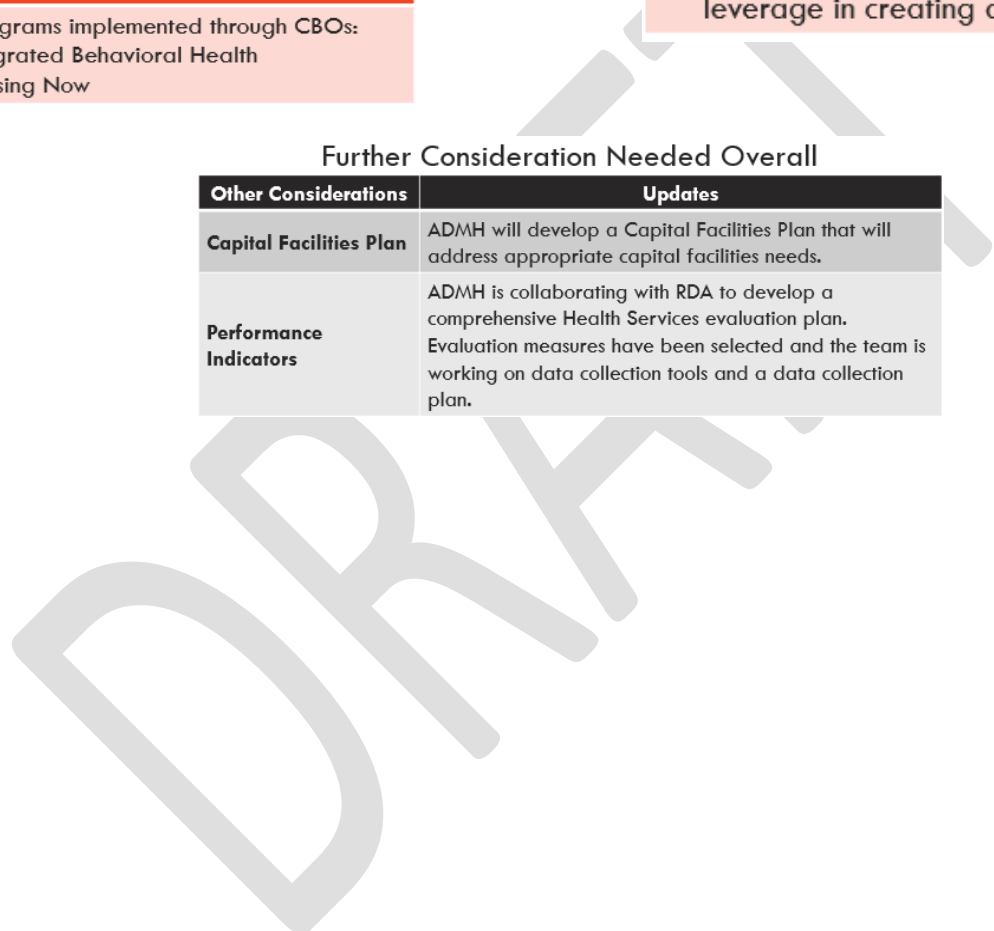 grams implemented through CBOs:
grated Behavioral Health
sing Now
leverage in creating
Further Consideration Needed Overall
Other Considerations Updates
Capital Facilities Plan ADMH will develop a Capital Facilities Plan that will
address appropriate capital facilities needs.
Performance
Indicators
ADMH is collaborating with RDA to develop a
comprehensive Health Services evaluation plan.
Evaluation measures have been selected and the team is
working on data collection tools and a data collection
plan.
DRAFT